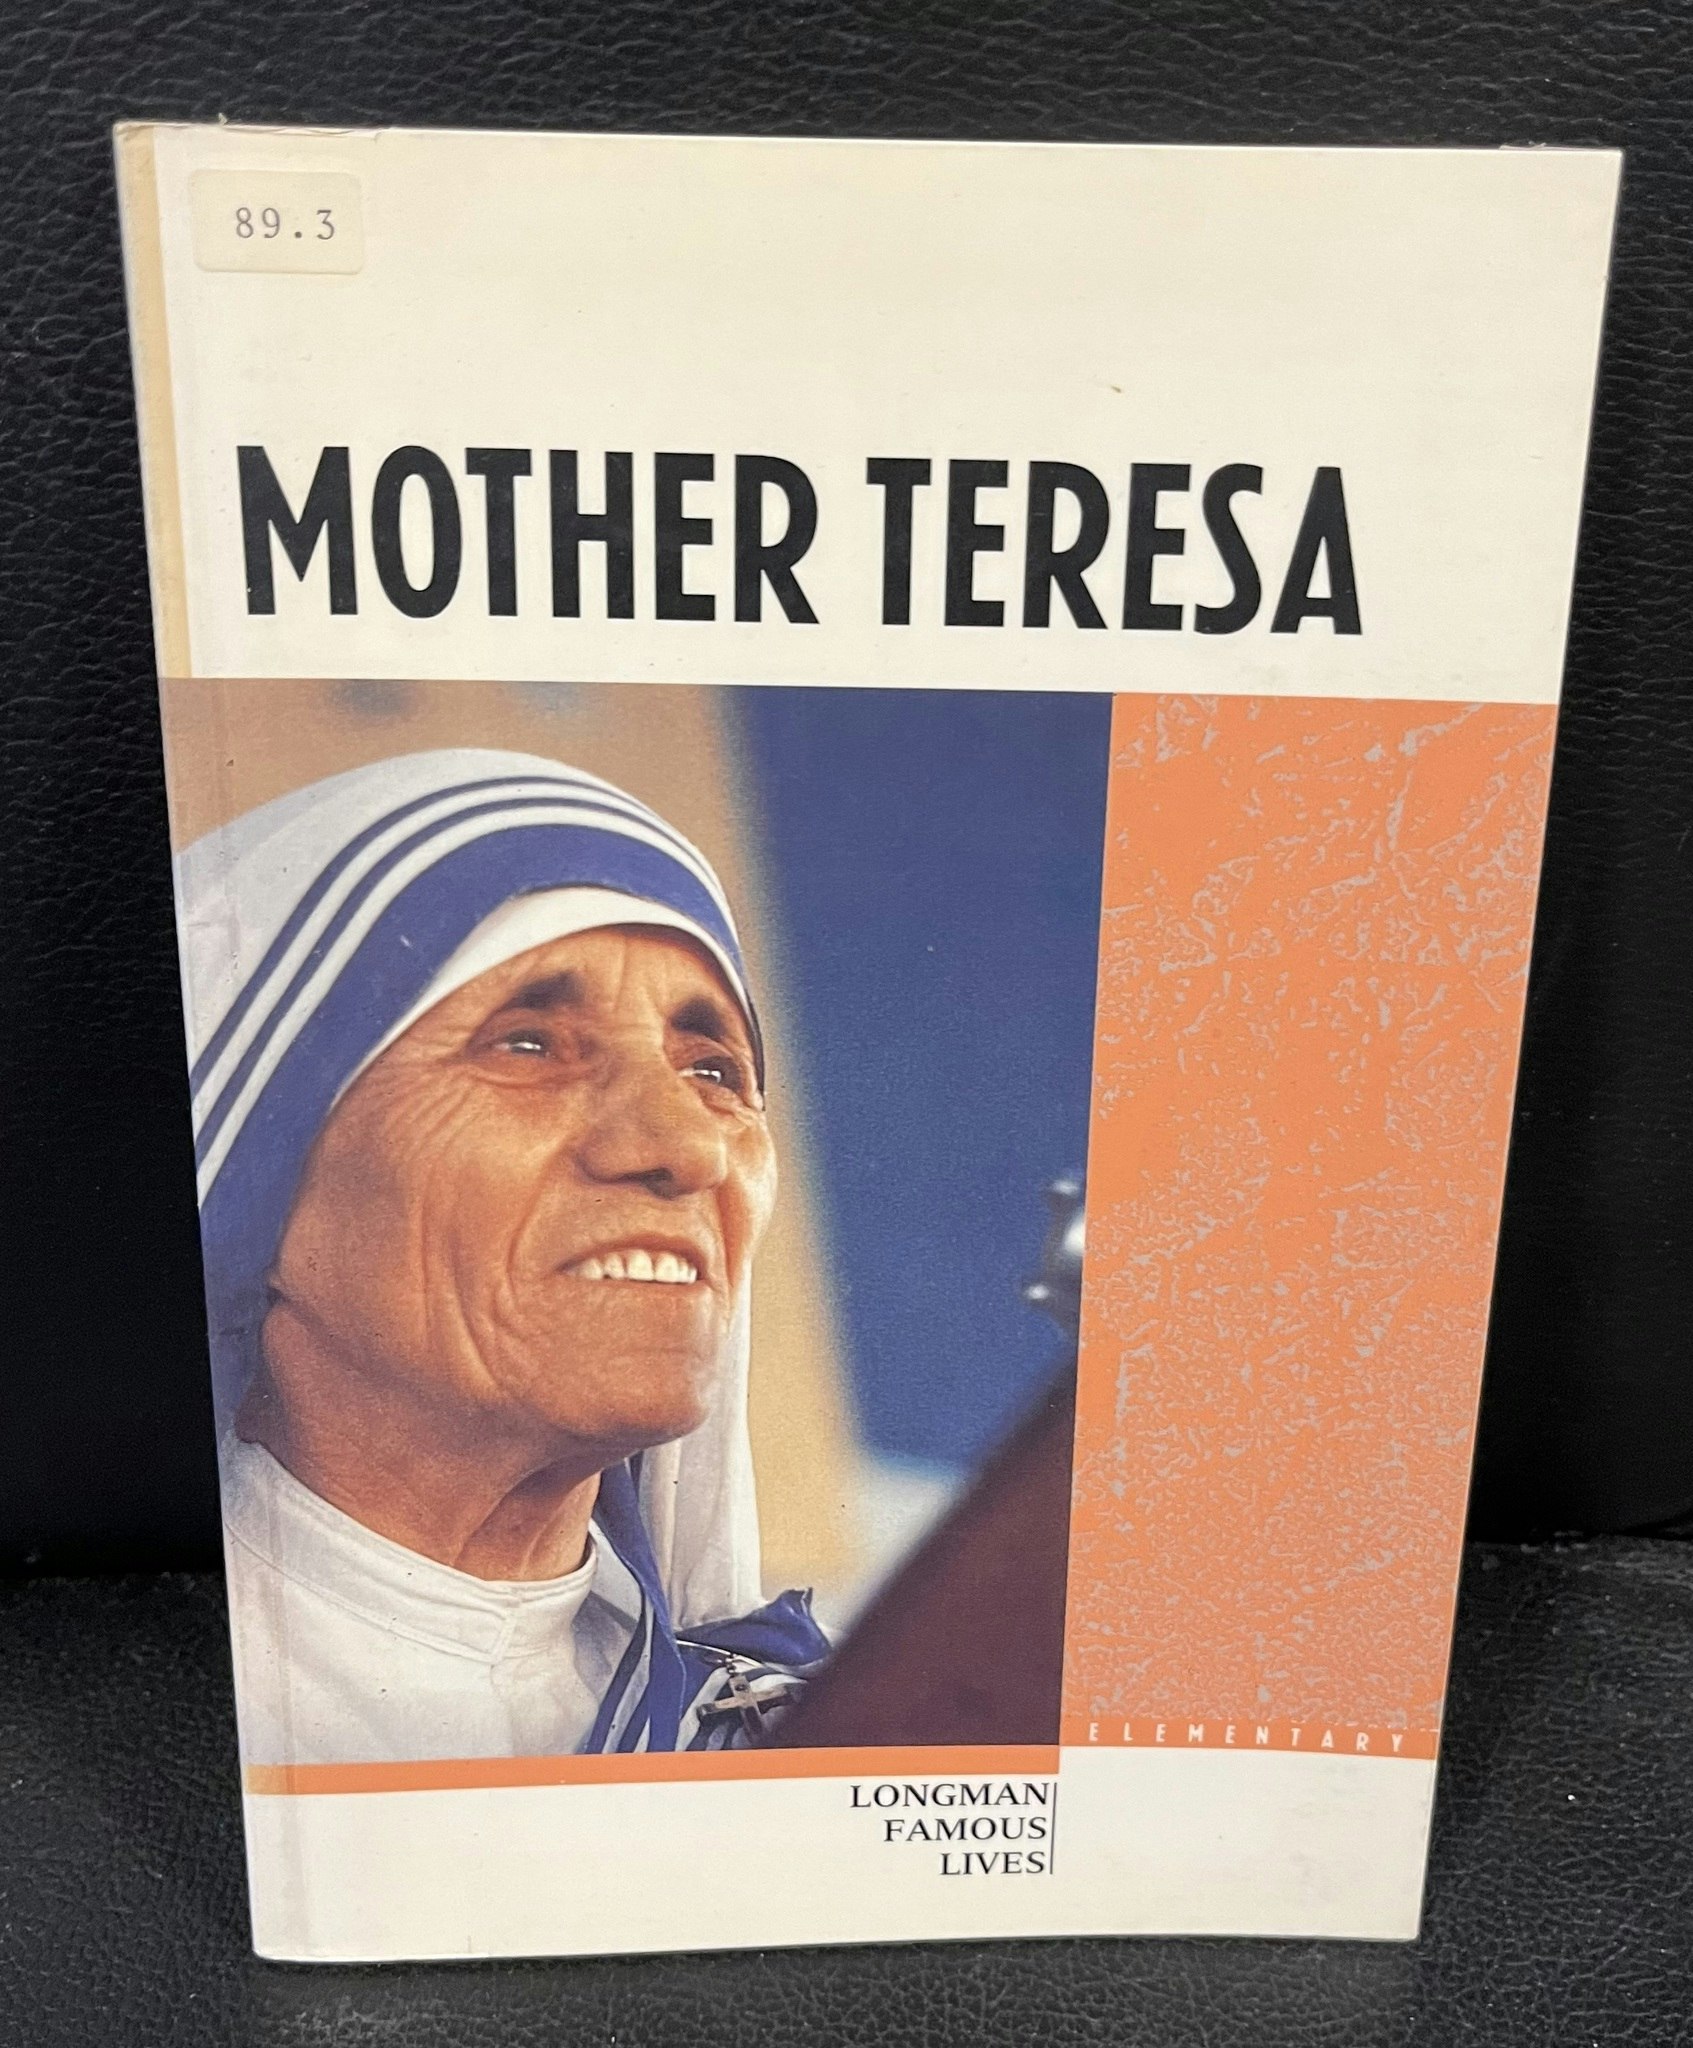 89.3
MOTHER TERESA
ELEMENTARY
LONGMAN
FAMOUS
LIVES